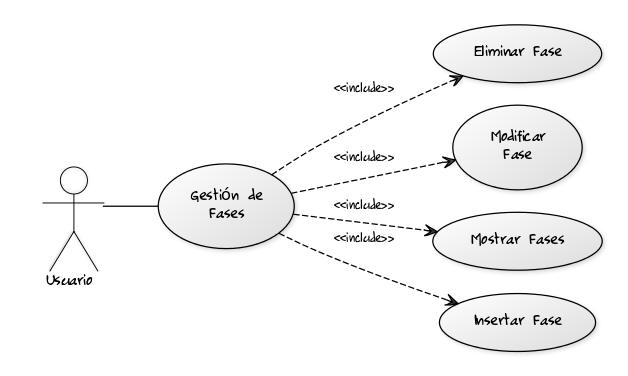 Eliminar Fase
<<include>>
Modificar
Fase
<<include>>
Gestión de
Fases
<<include>>
Mostrar Fases
<<include>>
Usuario
Insertar Fase